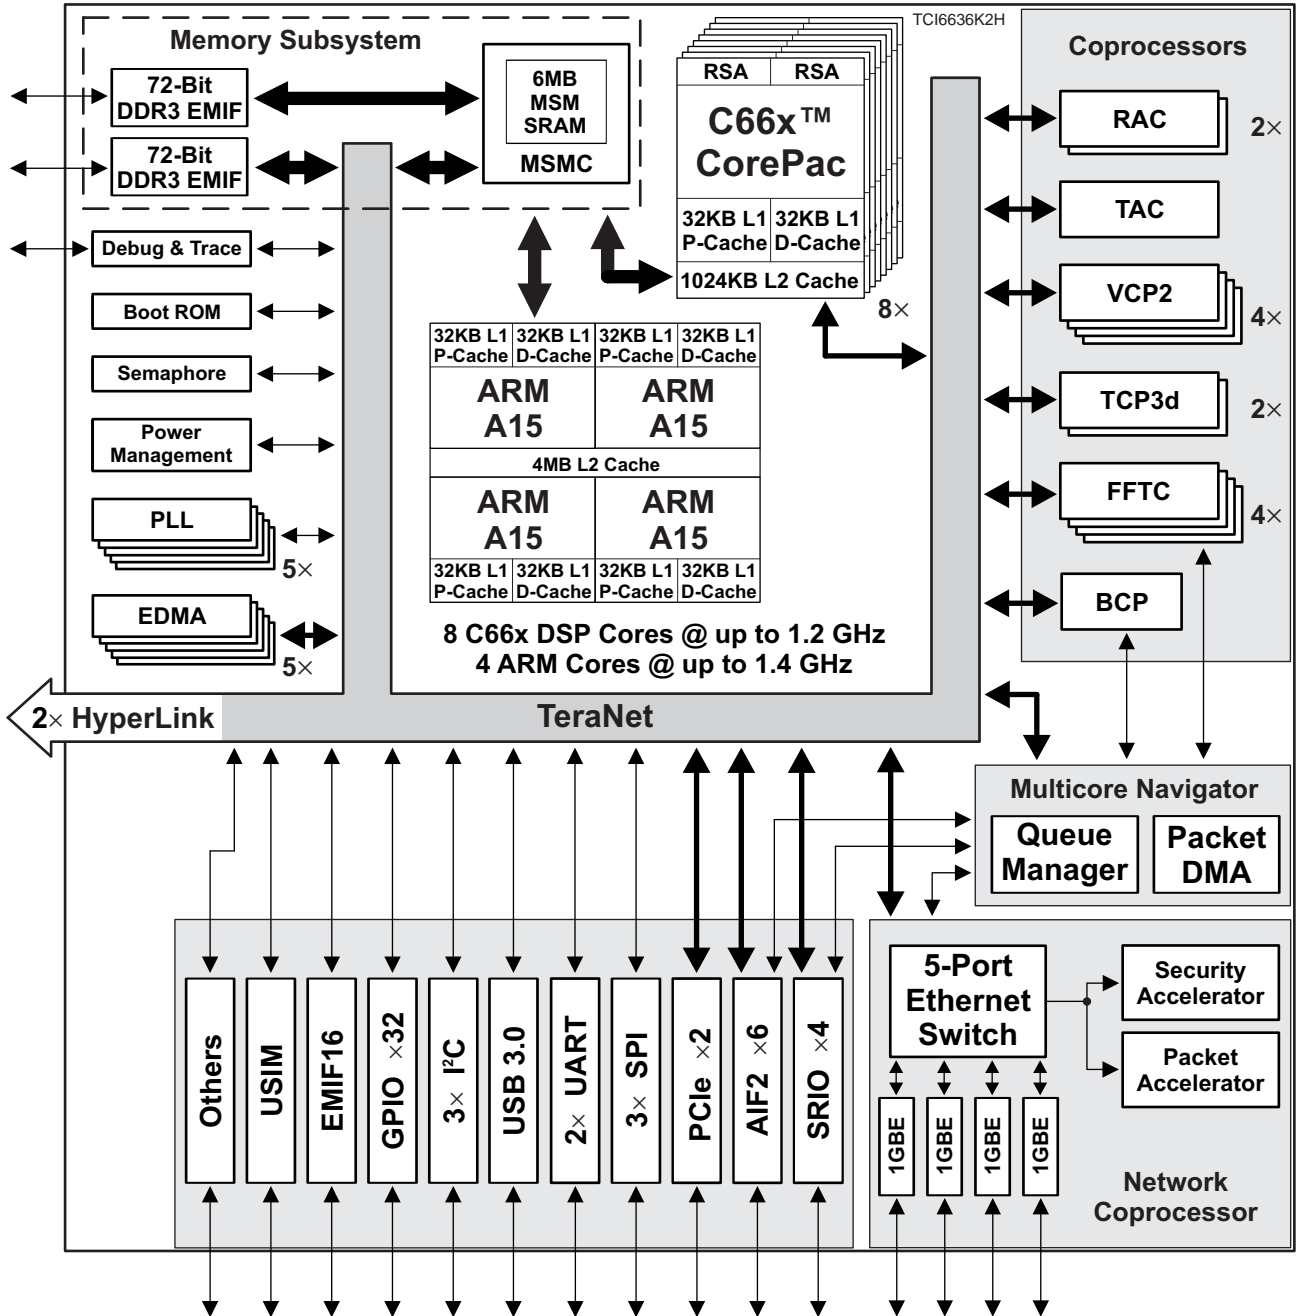 TCI6636K2H
Memory Subsystem
72-Bit
DDR3 EMIF
72-Bit
DDR3 EMIF
6MB
MSM
SRAM
MSMC
Debug & Trace
Boot ROM
Semaphore
Power
Management
PLL
5×
EDMA
5×
RSA RSA
C66x™
CorePac
32KB L1 32KB L1
P-Cache D-Cache
1024KB L2 Cache
8×
32KB L1 32KB L1 32KB L1 32KB L1
P-Cache D-Cache P-Cache D-Cache
ARM ARM
A15 A15
4MB L2 Cache
ARM ARM
A15 A15
32KB L1 32KB L1 32KB L1 32KB L1
P-Cache D-Cache P-Cache D-Cache
8 C66x DSP Cores @ up to 1.2 GHz
4 ARM Cores @ up to 1.4 GHz
Coprocessors
RAC
2×
TAC
VCP2
4×
TCP3d
2×
FFTC
4×
BCP
2× HyperLink
TeraNet
Multicore Navigator
Queue
Manager
Packet
DMA
Others
USIM
EMIF16
GPIO ×32
3× I²C
USB 3.0
2× UART
3× SPI
PCIe ×2
AIF2 ×6
SRIO ×4
5-Port
Ethernet
Switch
Security
Accelerator
Packet
Accelerator
1GBE
1GBE
1GBE
1GBE
Network
Coprocessor